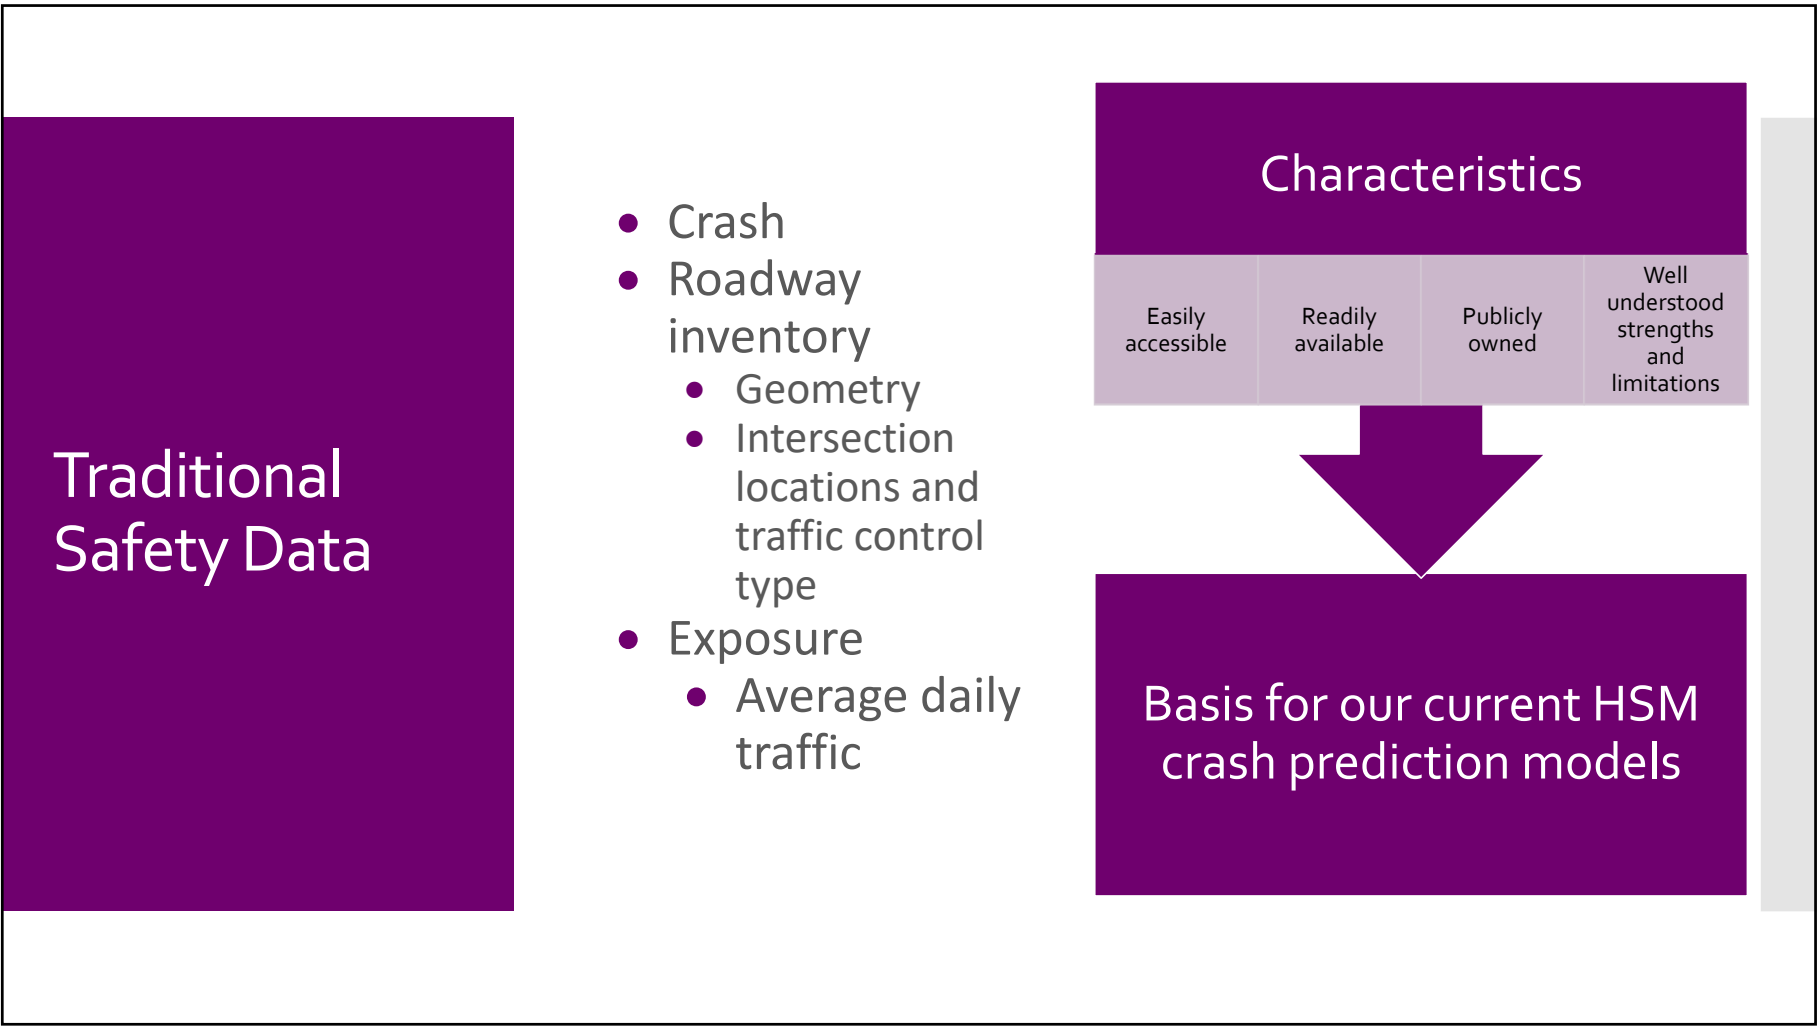 Traditional
Safety Data
• Crash
• Roadway
inventory
• Geometry
• Intersection
locations and
traffic control
type
• Exposure
• Average daily
traffic
Characteristics
Easily
accessible
Readily
available
Publicly
owned
Well
understood
strengths
and
limitations
Basis for our current HSM
crash prediction models